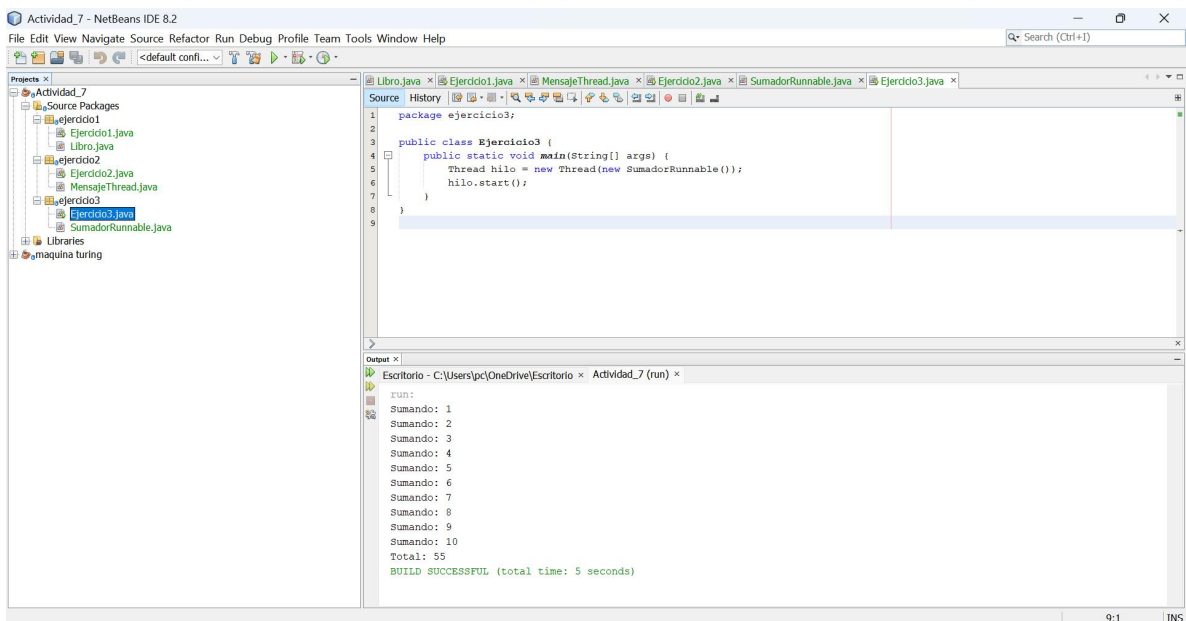 Actividad_7 - NetBeans IDE 8.2
File Edit View Navigate Source Refactor Run Debug Profile Team Tools Window Help
Search (Ctrl+I)
<default confi...
Projects
Actividad_7
Source Packages
ejercicio1
Ejercicio1.java
Libro.java
ejercicio2
Ejercicio2.java
MensajeThread.java
ejercicio3
Ejercicio3.java
SumadorRunnable.java
Libraries
maquina turing
Libro.java Ejercicio1.java MensajeThread.java Ejercicio2.java SumadorRunnable.java Ejercicio3.java
Source History
1 package ejercicio3;
2
3 public class Ejercicio3 {
4 public static void main(String[] args) {
5 Thread hilo = new Thread(new SumadorRunnable());
6 hilo.start();
7 }
8 }
9
Output
Escritorio - C:\Users\pc\OneDrive\Escritorio Actividad_7 (run)
run:
Sumando: 1
Sumando: 2
Sumando: 3
Sumando: 4
Sumando: 5
Sumando: 6
Sumando: 7
Sumando: 8
Sumando: 9
Sumando: 10
Total: 55
BUILD SUCCESSFUL (total time: 5 seconds)
9:1 INS